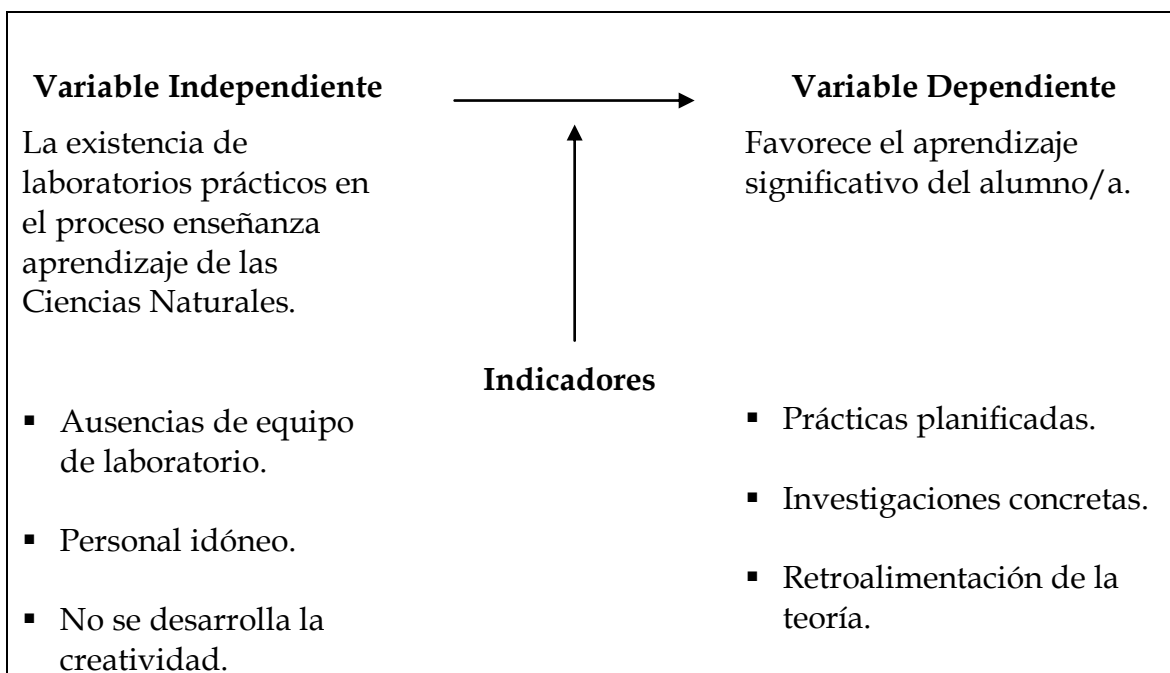 Variable Independiente
La existencia de
laboratorios prácticos en
el proceso enseñanza
aprendizaje de las
Ciencias Naturales.
Variable Dependiente
Favorece el aprendizaje
significativo del alumno/a.
Indicadores
▪ Ausencias de equipo
de laboratorio.
▪ Personal idóneo.
▪ No se desarrolla la
creatividad.
▪ Prácticas planificadas.
▪ Investigaciones concretas.
▪ Retroalimentación de la
teoría.